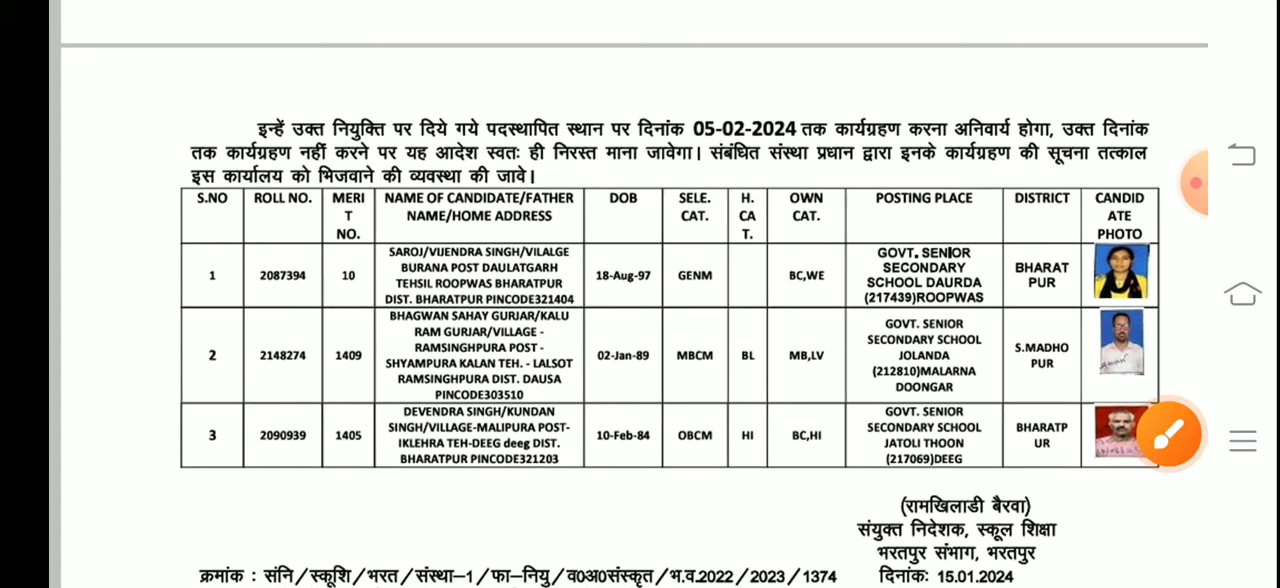 इन्हें उक्त नियुक्ति पर दिये गये पदस्थापित स्थान पर दिनांक 05-02-2024 तक कार्यग्रहण करना अनिवार्य होगा, उक्त दिनांक
तक कार्यग्रहण नहीं करने पर यह आदेश स्वतः ही निरस्त माना जावेगा। संबंधित संस्था प्रधान द्वारा इनके कार्यग्रहण की सूचना तत्काल
इस कार्यालय को भिजवाने की व्यवस्था की जावे।
S.NO ROLL NO. MERI T NO. NAME OF CANDIDATE/FATHER NAME/HOME ADDRESS DOB SELE. CAT. H. CA T. OWN CAT. POSTING PLACE DISTRICT CANDID ATE PHOTO
1 2087394 10 SAROJ/VIJENDRA SINGH/VILALGE BURANA POST DAULATGARH TEHSIL ROOPWAS BHARATPUR DIST. BHARATPUR PINCODE321404 18-Aug-97 GENM BC,WE GOVT. SENIOR SECONDARY SCHOOL DAURDA (217439)ROOPWAS BHARAT PUR
2 2148274 1409 BHAGWAN SAHAY GURJAR/KALU RAM GURJAR/VILLAGE - RAMSINGHPURA POST - SHYAMPURA KALAN TEH. - LALSOT RAMSINGHPURA DIST. DAUSA PINCODE303510 02-Jan-89 MBCM BL MB,LV GOVT. SENIOR SECONDARY SCHOOL JOLANDA (212810)MALARNA DOONGAR S.MADHO PUR
3 2090939 1405 DEVENDRA SINGH/KUNDAN SINGH/VILLAGE-MALIPURA POST- IKLEHRA TEH-DEEG deeg DIST. BHARATPUR PINCODE321203 10-Feb-84 OBCM HI BC,HI GOVT. SENIOR SECONDARY SCHOOL JATOLI THOON (217069)DEEG BHARATP UR
(रामखिलाडी बैरवा)
संयुक्त निदेशक, स्कूल शिक्षा
भरतपुर संभाग, भरतपुर
क्रमांक : संनि/स्कूशि/भरत/संस्था–1/फा–नियु/व0अ0संस्कृत/भ.व.2022/2023/1374 दिनांक: 15.01.2024